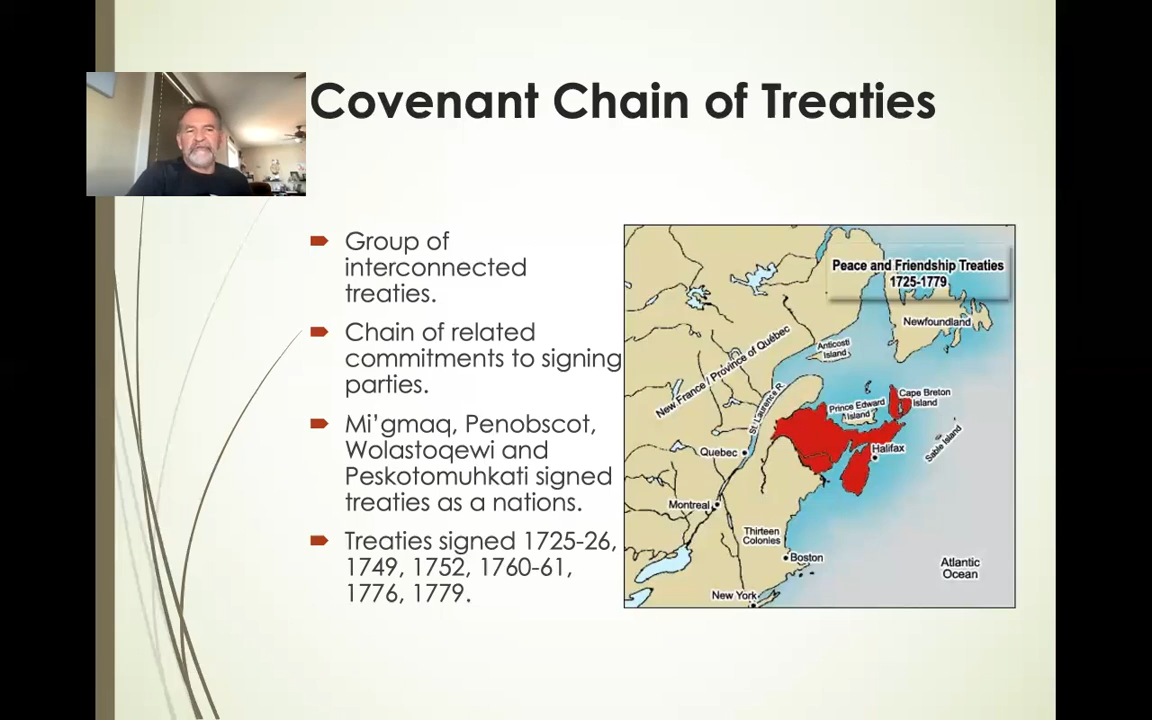 Covenant Chain of Treaties
Group of
interconnected
treaties.
Chain of related
commitments to signing
parties.
Mi'gmaq, Penobscot,
Wolastoqewi and
Peskotomuhkati signed
treaties as a nations.
Treaties signed 1725-26,
1749, 1752, 1760-61,
1776, 1779.
Peace and Friendship Treaties
1725-1779
Newfoundland
Anticosti
Island
New France / Province of Québec
St Laurence R.
Cape Breton
Island
Prince Edward
Island
Sable Island
Halifax
Quebec
Montreal
Thirteen
Colonies
Boston
Atlantic
Ocean
New York